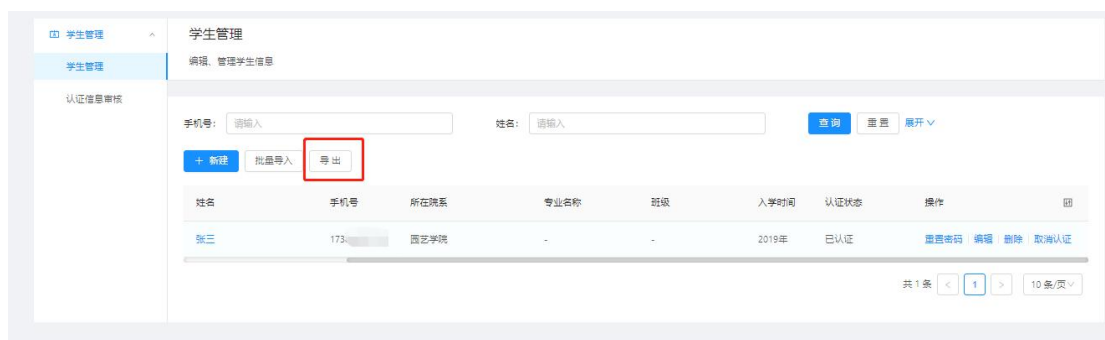 学生管理
学生管理
认证信息审核
学生管理
编辑、管理学生信息
手机号: 请输入 姓名: 请输入 查询 重置 展开
+ 新建 批量导入 导出
姓名 手机号 所在院系 专业名称 班级 入学时间 认证状态 操作
张三 173 园艺学院 - - 2019年 已认证 重置密码 编辑 删除 取消认证
共1条 < 1 > 10条/页